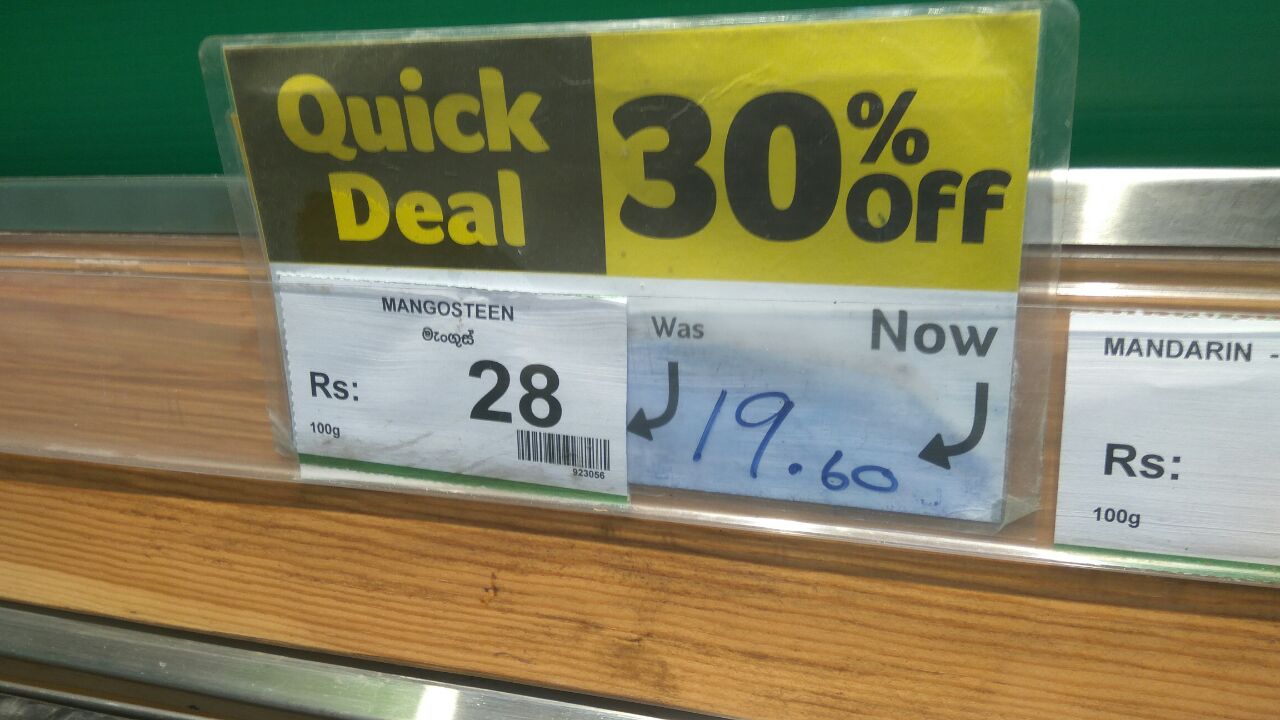 Quick
Deal
30% Off
MANGOSTEEN
මැංගුස්
Rs: 28
100g
923056
Was
Now
19.60
MANDARIN -
Rs:
100g